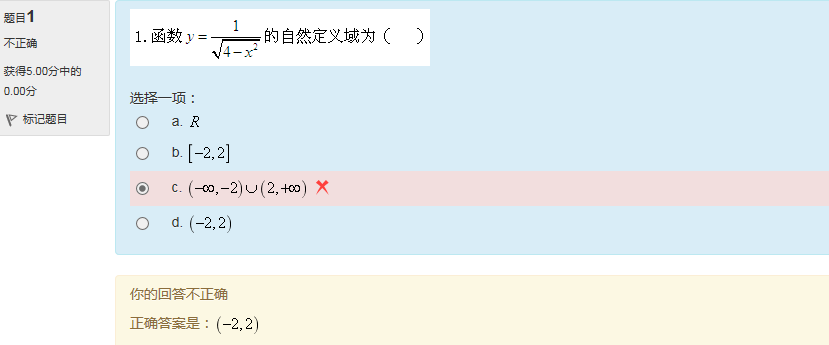 题目1
不正确
获得5.00分中的
0.00分
标记题目
1.函数 y = 1/√(4−x²) 的自然定义域为（ ）
选择一项：
a. R
b. [−2,2]
c. (−∞,−2)∪(2,+∞)
d. (−2,2)
你的回答不正确
正确答案是：(−2,2)